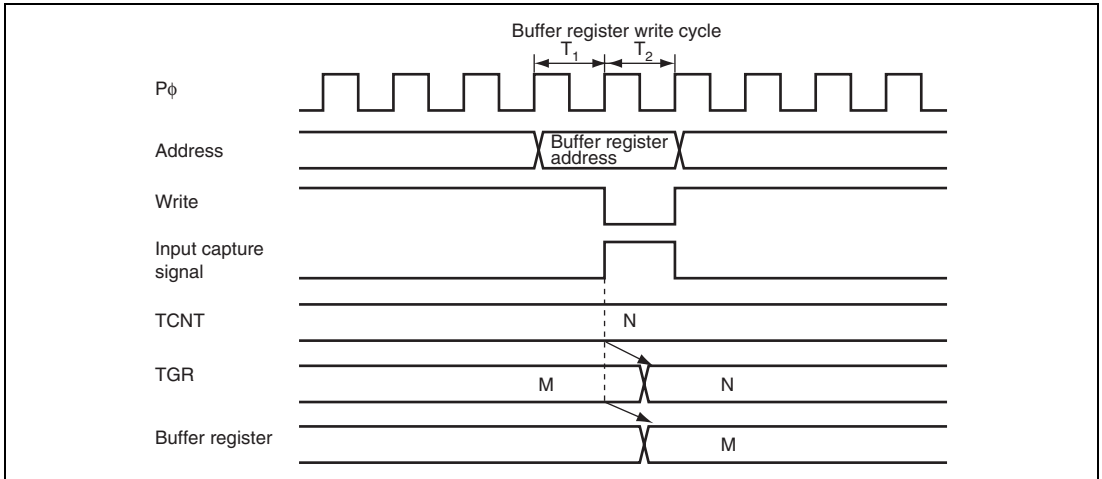 Buffer register write cycle
T1 T2
Pϕ
Address
Buffer register
address
Write
Input capture
signal
TCNT
N
TGR
M N
Buffer register
M